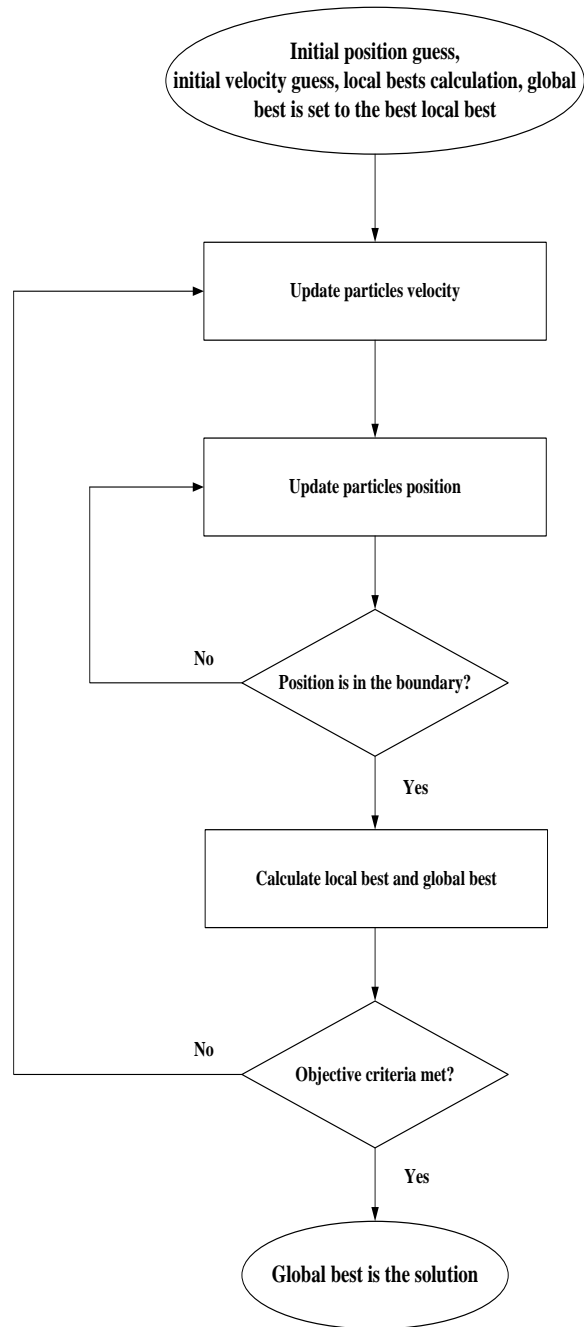 Initial position guess,
initial velocity guess, local bests calculation, global
best is set to the best local best
Update particles velocity
Update particles position
No
Position is in the boundary?
Yes
Calculate local best and global best
No
Objective criteria met?
Yes
Global best is the solution